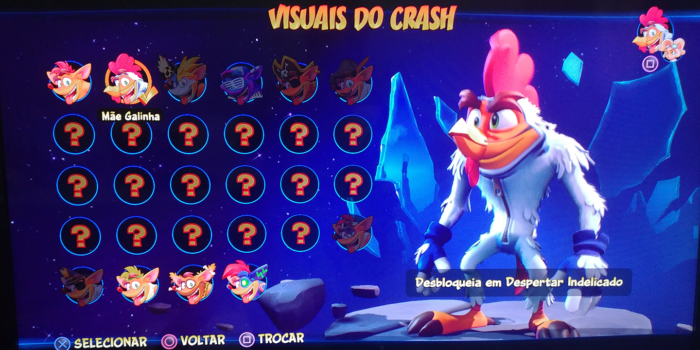 VISUAIS DO CRASH
Mãe Galinha
? ? ? ? ? ?
? ? ? ? ? ?
? ? ? ? ?
Desbloqueia em Despertar Indelicado
SELECIONAR VOLTAR TROCAR